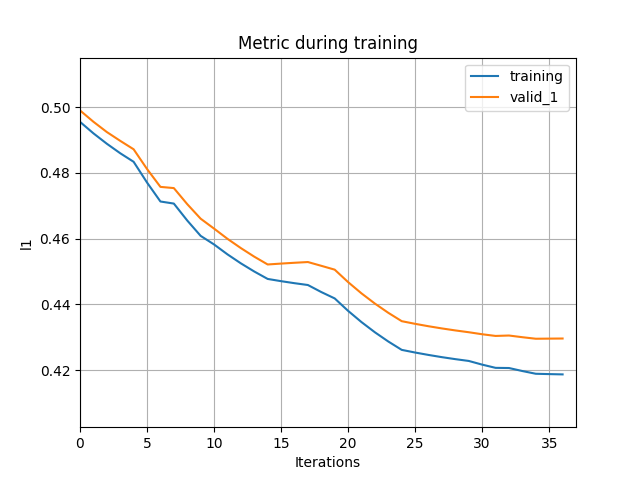 Metric during training
training
valid_1
0.50
0.48
0.46
0.44
0.42
l1
0 5 10 15 20 25 30 35
Iterations